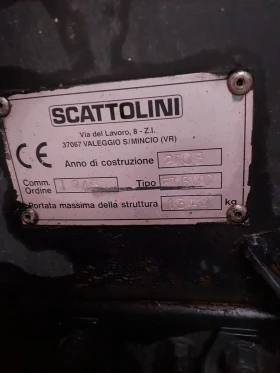 SCATTOLINI
Via del Lavoro, 8 - Z.I.
37067 VALEGGIO S/MINCIO (VR)
CE
Anno di costruzione
Comm.
Ordine
Tipo
Portata massima della struttura kg